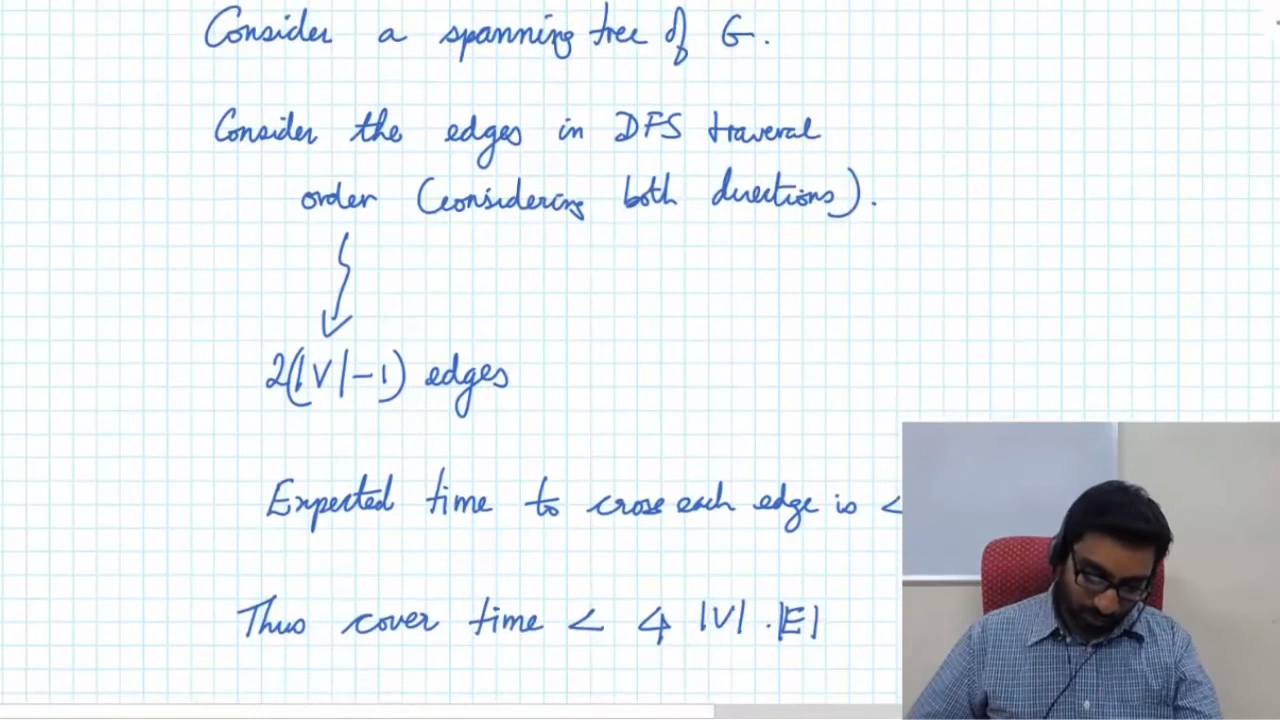 Consider a spanning tree of G.
Consider the edges in DFS traveral
order (considering both directions).
2(|V|-1) edges
Expected time to cross each edge is <
Thus cover time < 4 |V| . |E|